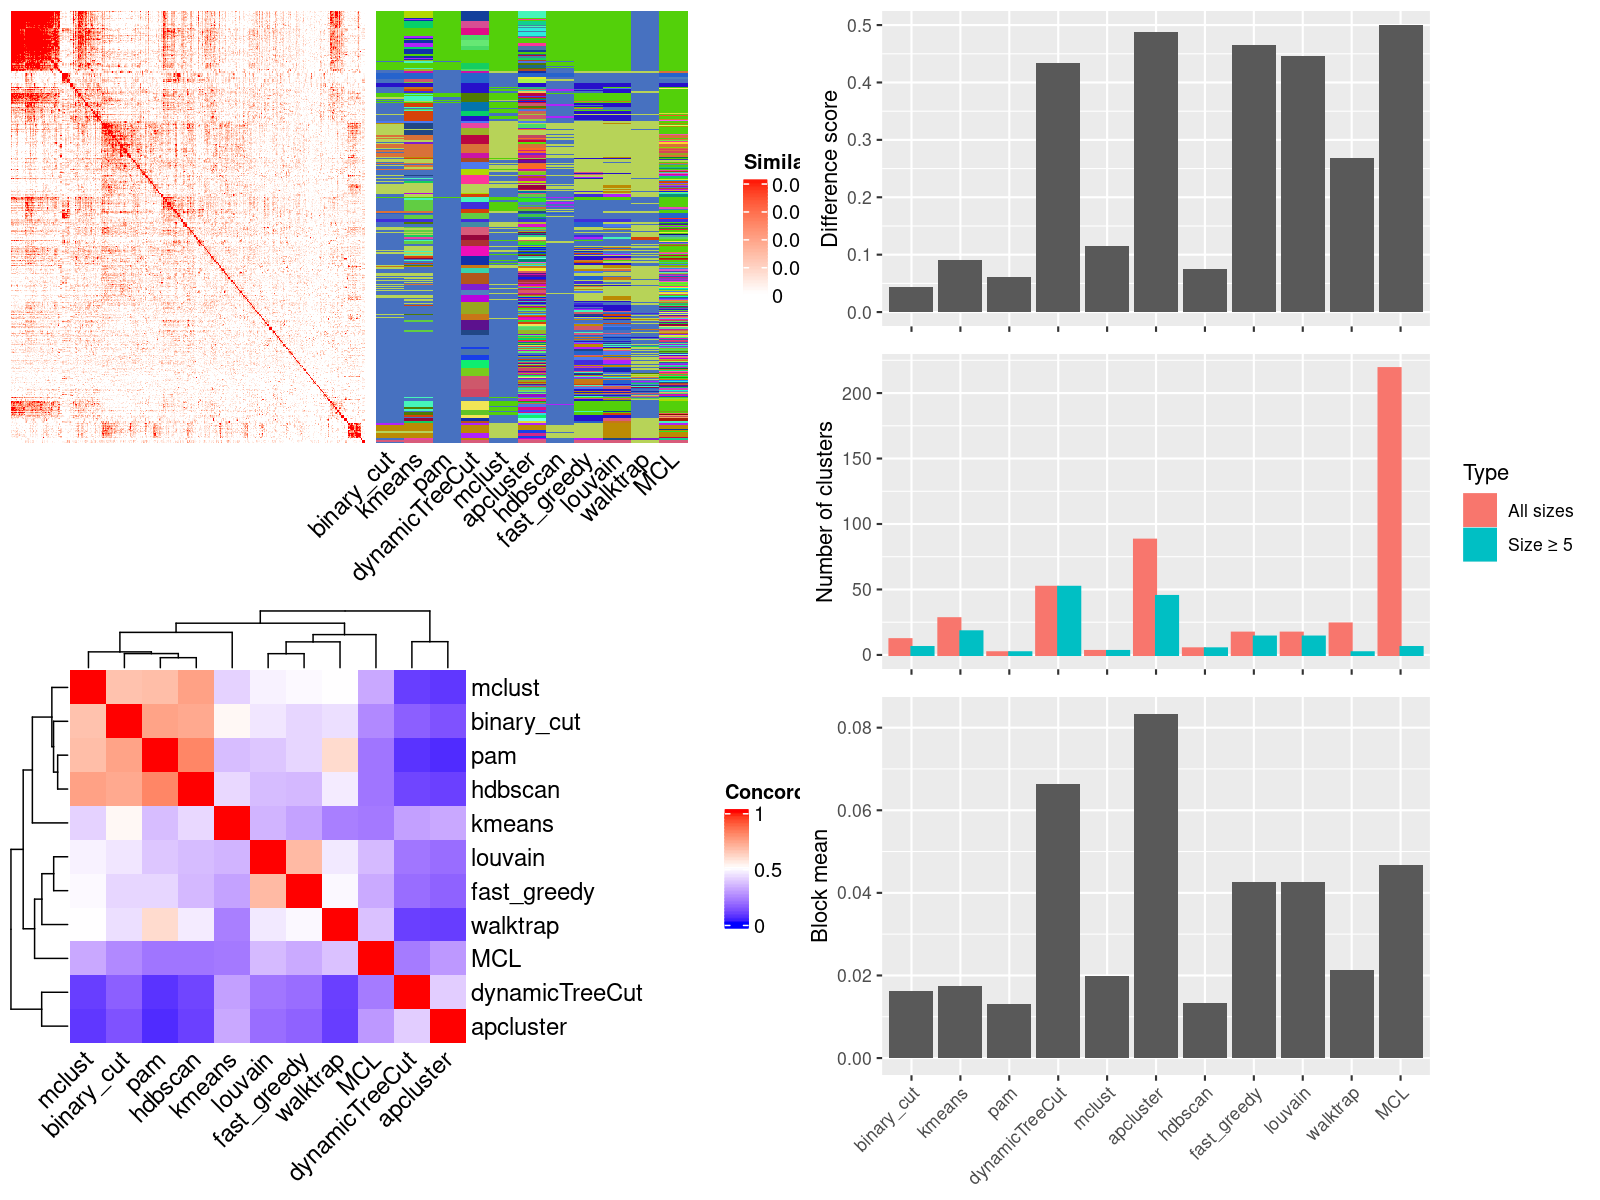 Simila
0.0
0.0
0.0
0.0
0
binary_cut
kmeans
pam
dynamicTreeCut
mclust
apcluster
hdbscan
fast_greedy
louvain
walktrap
MCL
mclust
binary_cut
pam
hdbscan
kmeans
louvain
fast_greedy
walktrap
MCL
dynamicTreeCut
apcluster
mclust
binary_cut
pam
hdbscan
kmeans
louvain
fast_greedy
walktrap
MCL
dynamicTreeCut
apcluster
Concord
1
0.5
0
Difference score
0.5
0.4
0.3
0.2
0.1
0.0
Number of clusters
200
150
100
50
0
Type
All sizes
Size ≥ 5
Block mean
0.08
0.06
0.04
0.02
0.00
binary_cut
kmeans
pam
dynamicTreeCut
mclust
apcluster
hdbscan
fast_greedy
louvain
walktrap
MCL